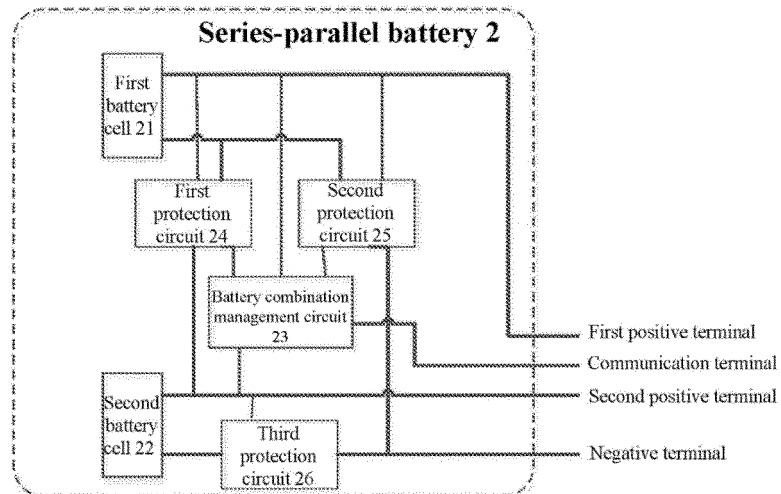 Series-parallel battery 2
First
battery
cell 21
First
protection
circuit 24
Second
protection
circuit 25
Battery combination
management circuit
23
First positive terminal
Communication terminal
Second positive terminal
Second
battery
cell 22
Third
protection
circuit 26
Negative terminal